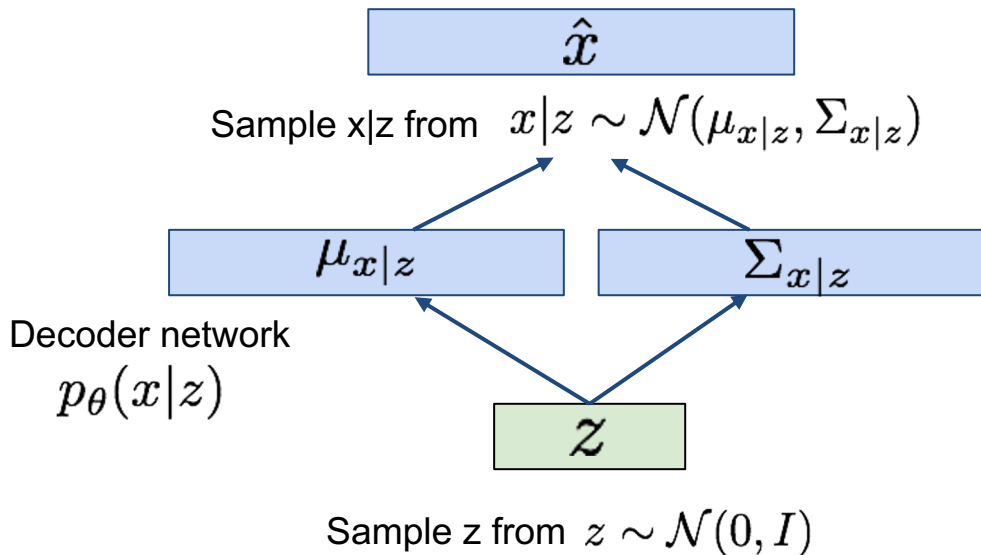 x̂
Sample x|z from x|z ∼ 𝒩(μ_{x|z}, Σ_{x|z})
μ_{x|z} Σ_{x|z}
Decoder network
p_θ(x|z)
z
Sample z from z ∼ 𝒩(0, I)